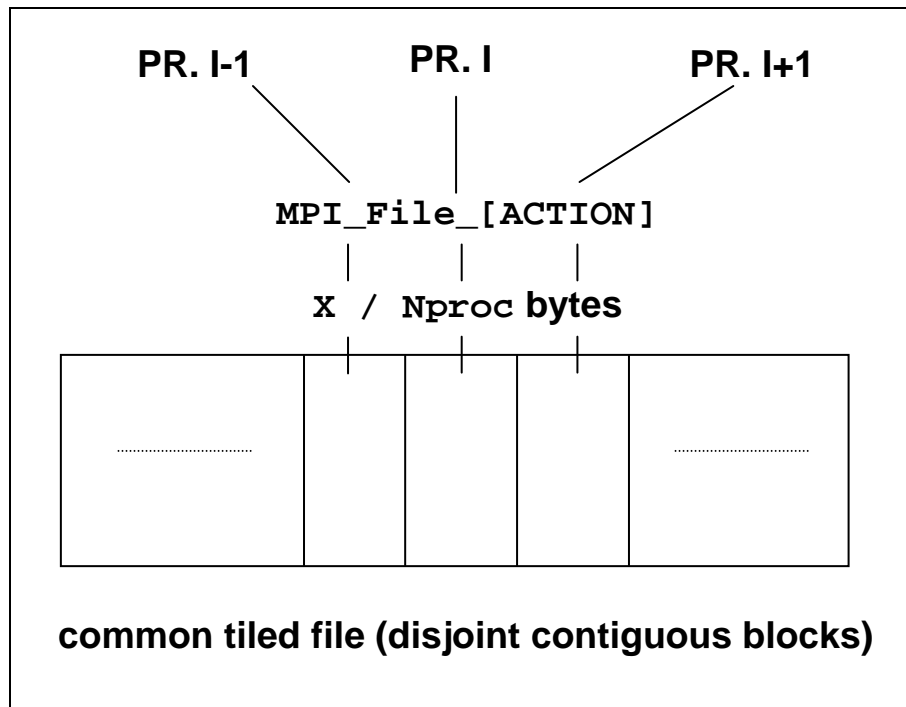 PR. I-1 PR. I PR. I+1
MPI_File_[ACTION]
X / Nproc bytes
common tiled file (disjoint contiguous blocks)